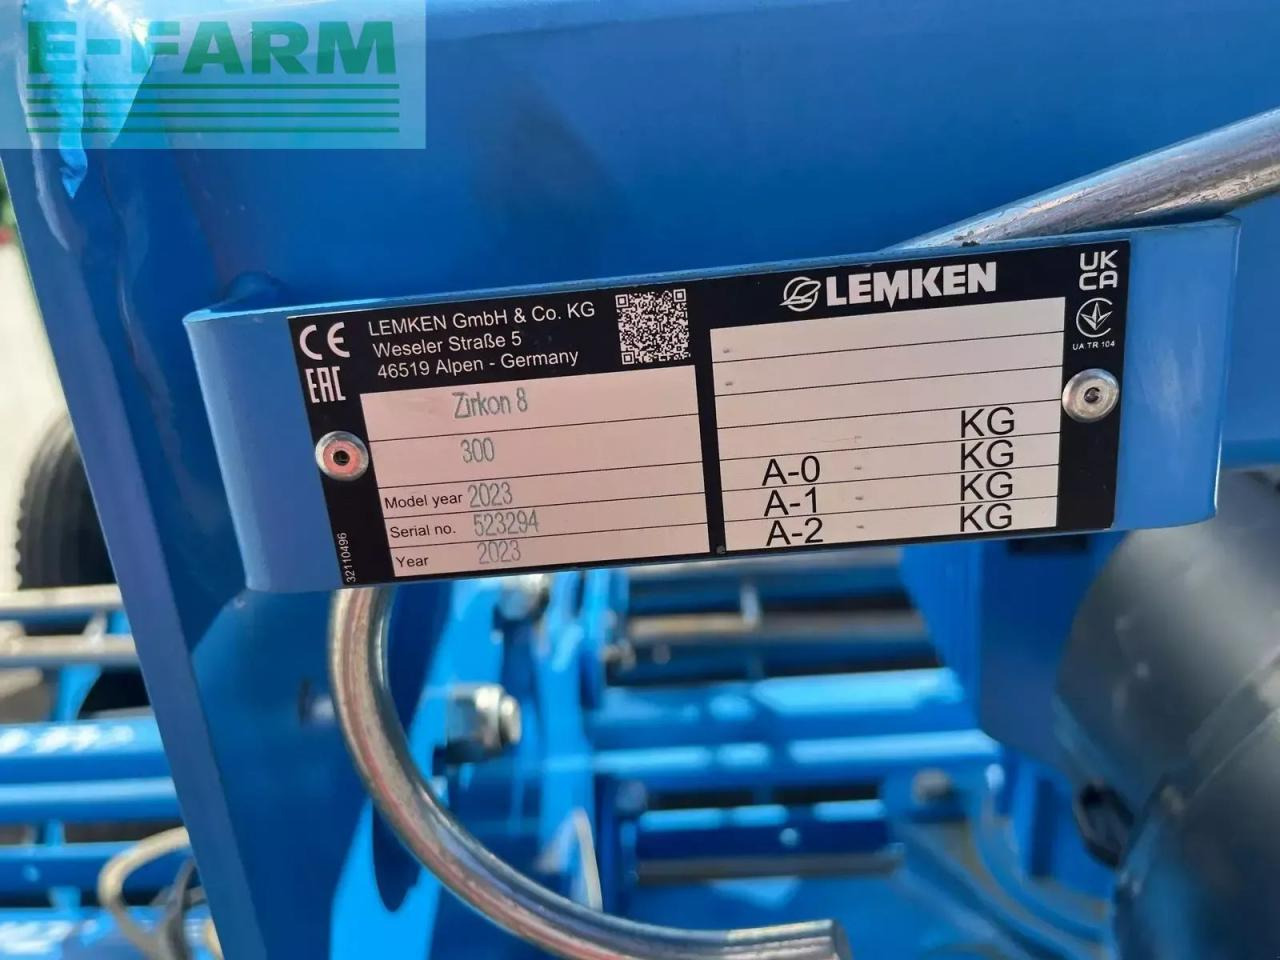 E-FARM
CE
EAC
LEMKEN GmbH & Co. KG
Weseler Straße 5
46519 Alpen - Germany
Zirkon 8
300
Model year 2023
Serial no. 523294
Year 2023
32110496
LEMKEN
-
-
- KG
A-0 - KG
A-1 - KG
A-2 - KG
UK
CA
UA.TR.104